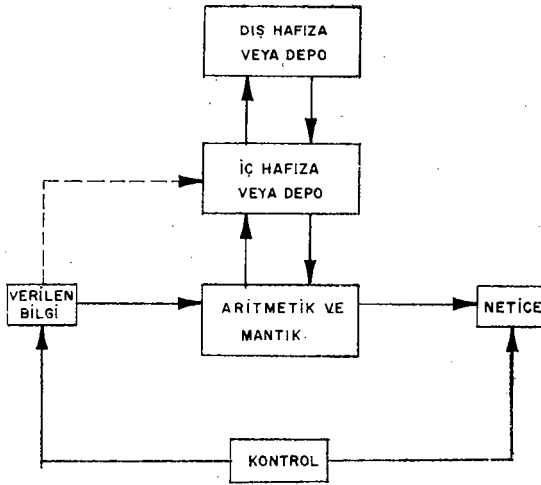 DIŞ HAFIZA
VEYA DEPO
İÇ HAFIZA
VEYA DEPO
VERİLEN
BİLGİ
ARİTMETİK VE
MANTIK.
NETİCE
KONTROL